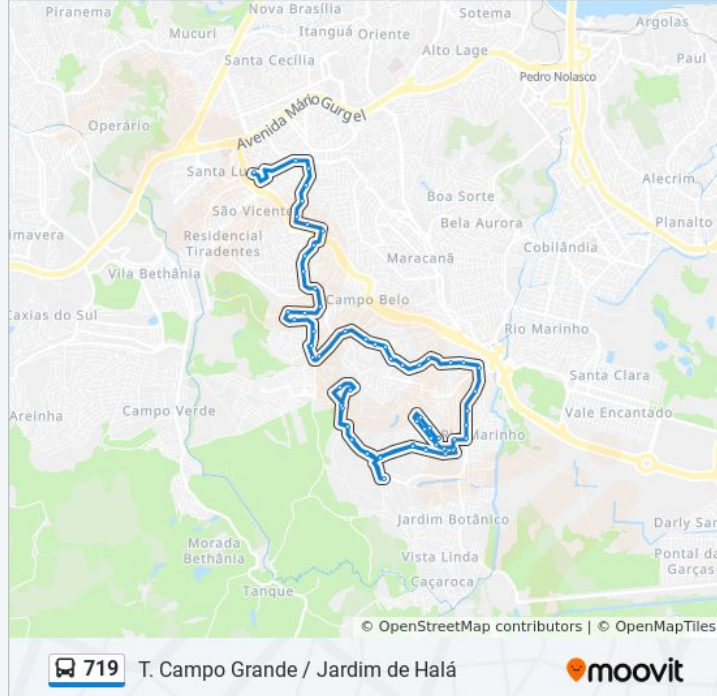 Piranema
Nova Brasília
Sotema
Argolas
Mucuri
Itanguá
Oriente
Alto Lage
Paul
Santa Cecília
Pedro Nolasco
Operário
Avenida Mário Gurgel
Santa Lu
Alecrim
Boa Sorte
São Vicente
Bela Aurora
Planalto
imavera
Residencial
Tiradentes
Cobilândia
Maracanã
Vila Bethânia
Campo Belo
Caxias do Sul
Rio Marinho
Santa Clara
Areinha
Campo Verde
Vale Encantado
Marinho
Jardim Botânico
Darly San
Morada
Bethânia
Vista Linda
Pontal da
Garças
Caçaroca
Tanque
© OpenStreetMap contributors | © OpenMapTiles
719 T. Campo Grande / Jardim de Halá
moovit